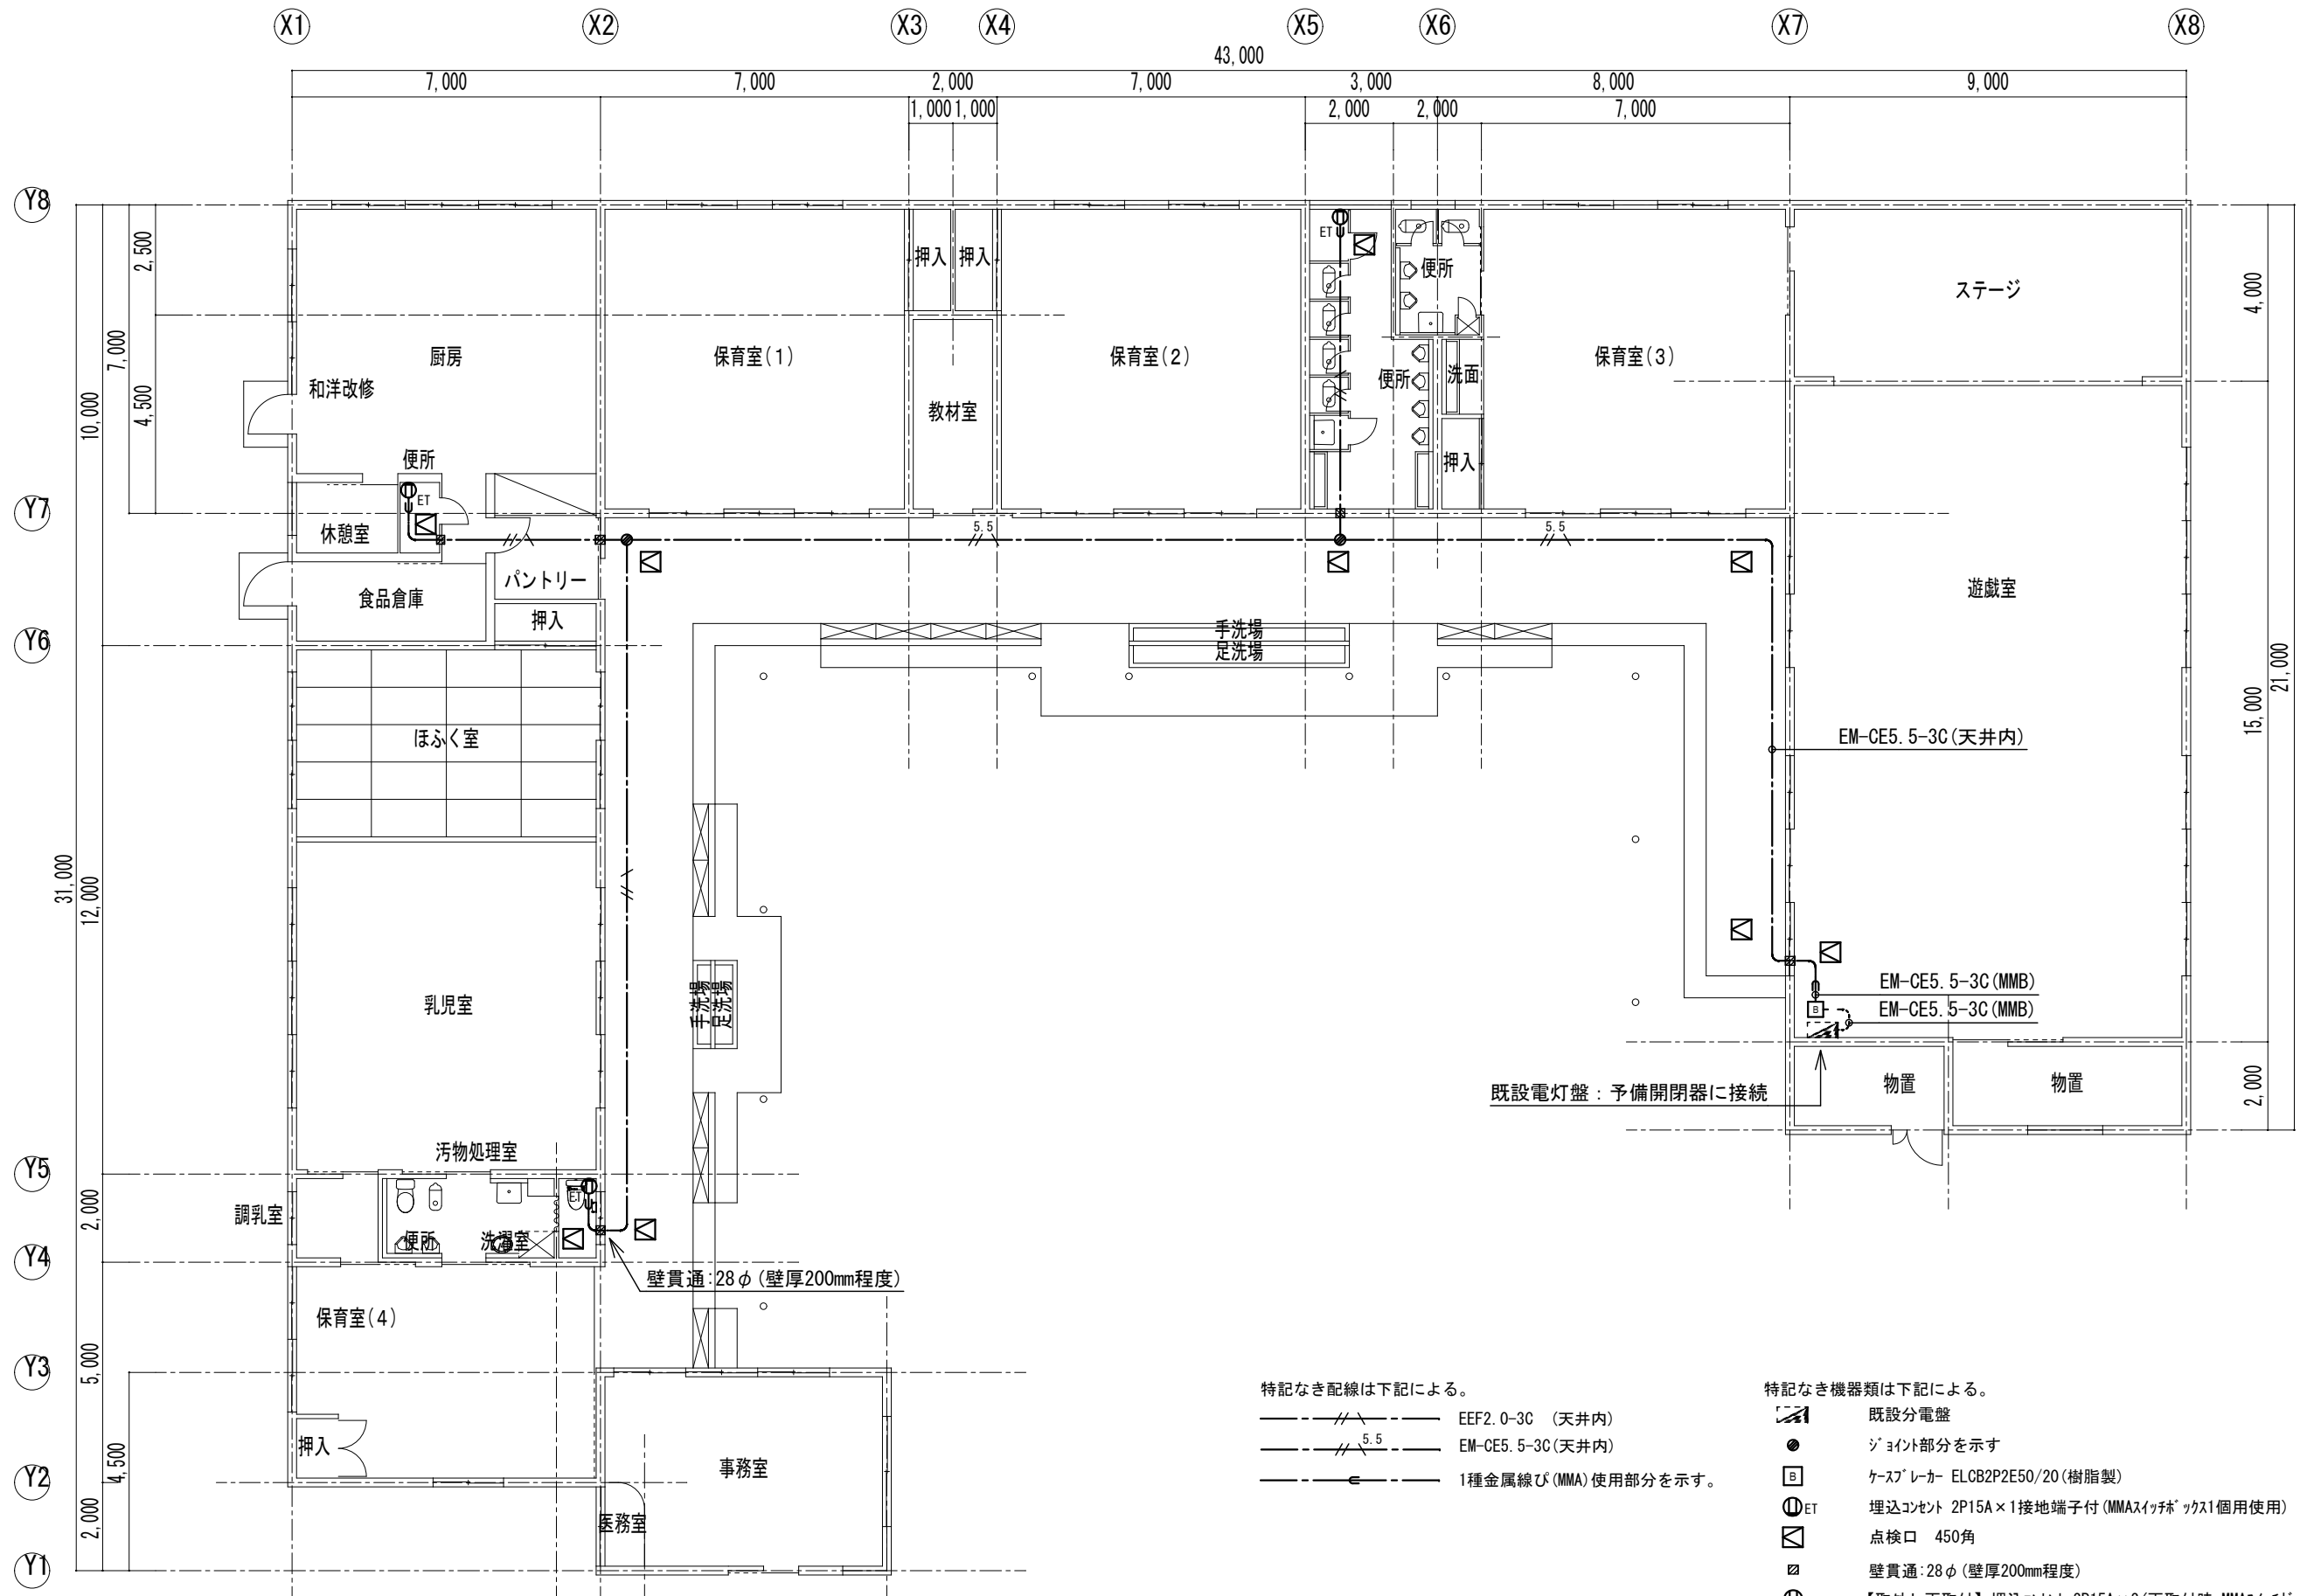 X1
X2
X3
X4
X5
X6
X7
X8
43,000
7,000
7,000
2,000
7,000
3,000
8,000
9,000
1,000
1,000
2,000
2,000
7,000
Y8
Y7
Y6
Y5
Y4
Y3
Y2
Y1
31,000
10,000
12,000
2,000
5,000
2,000
7,000
4,500
2,500
4,500
4,000
15,000
2,000
21,000
厨房
和洋改修
便所
ET
休憩室
食品倉庫
パントリー
押入
保育室(1)
押入
押入
教材室
保育室(2)
ET
便所
便所
洗面
押入
保育室(3)
ステージ
遊戯室
5.5
5.5
手洗場
足洗場
ほふく室
乳児室
手洗場
足洗場
汚物処理室
調乳室
便所
洗濯室
ET
壁貫通:28φ(壁厚200mm程度)
保育室(4)
押入
事務室
医務室
EM-CE5.5-3C(天井内)
EM-CE5.5-3C(MMB)
B
EM-CE5.5-3C(MMB)
既設電灯盤：予備開閉器に接続
物置
物置
特記なき配線は下記による。
EEF2.0-3C (天井内)
5.5
EM-CE5.5-3C(天井内)
1種金属線ぴ(MMA)使用部分を示す。
特記なき機器類は下記による。
既設分電盤
ジョイント部分を示す
B
ケースブレーカー ELCB2P2E50/20(樹脂製)
ET
埋込コンセント 2P15A×1接地端子付(MMAスイッチボックス1個用使用)
点検口 450角
壁貫通:28φ(壁厚200mm程度)